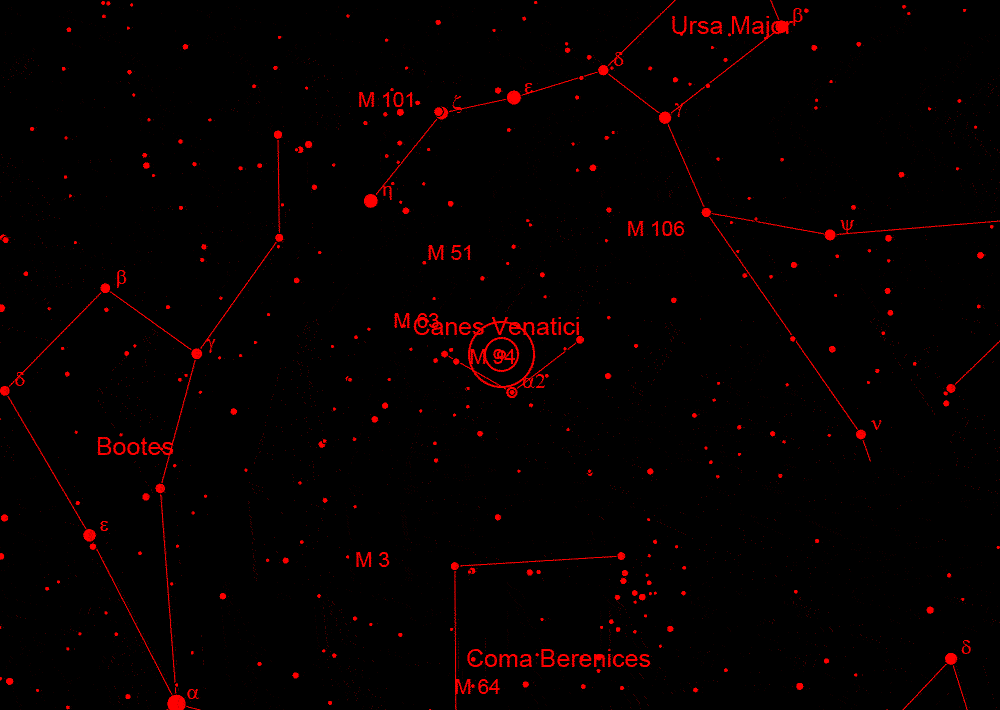 Ursa Major
β
δ
ε
M 101
ζ
γ
η
ψ
M 106
M 51
β
M 63
Canes Venatici
γ
M 94
δ
α2
ν
Bootes
ε
M 3
Coma Berenices
δ
M 64
α